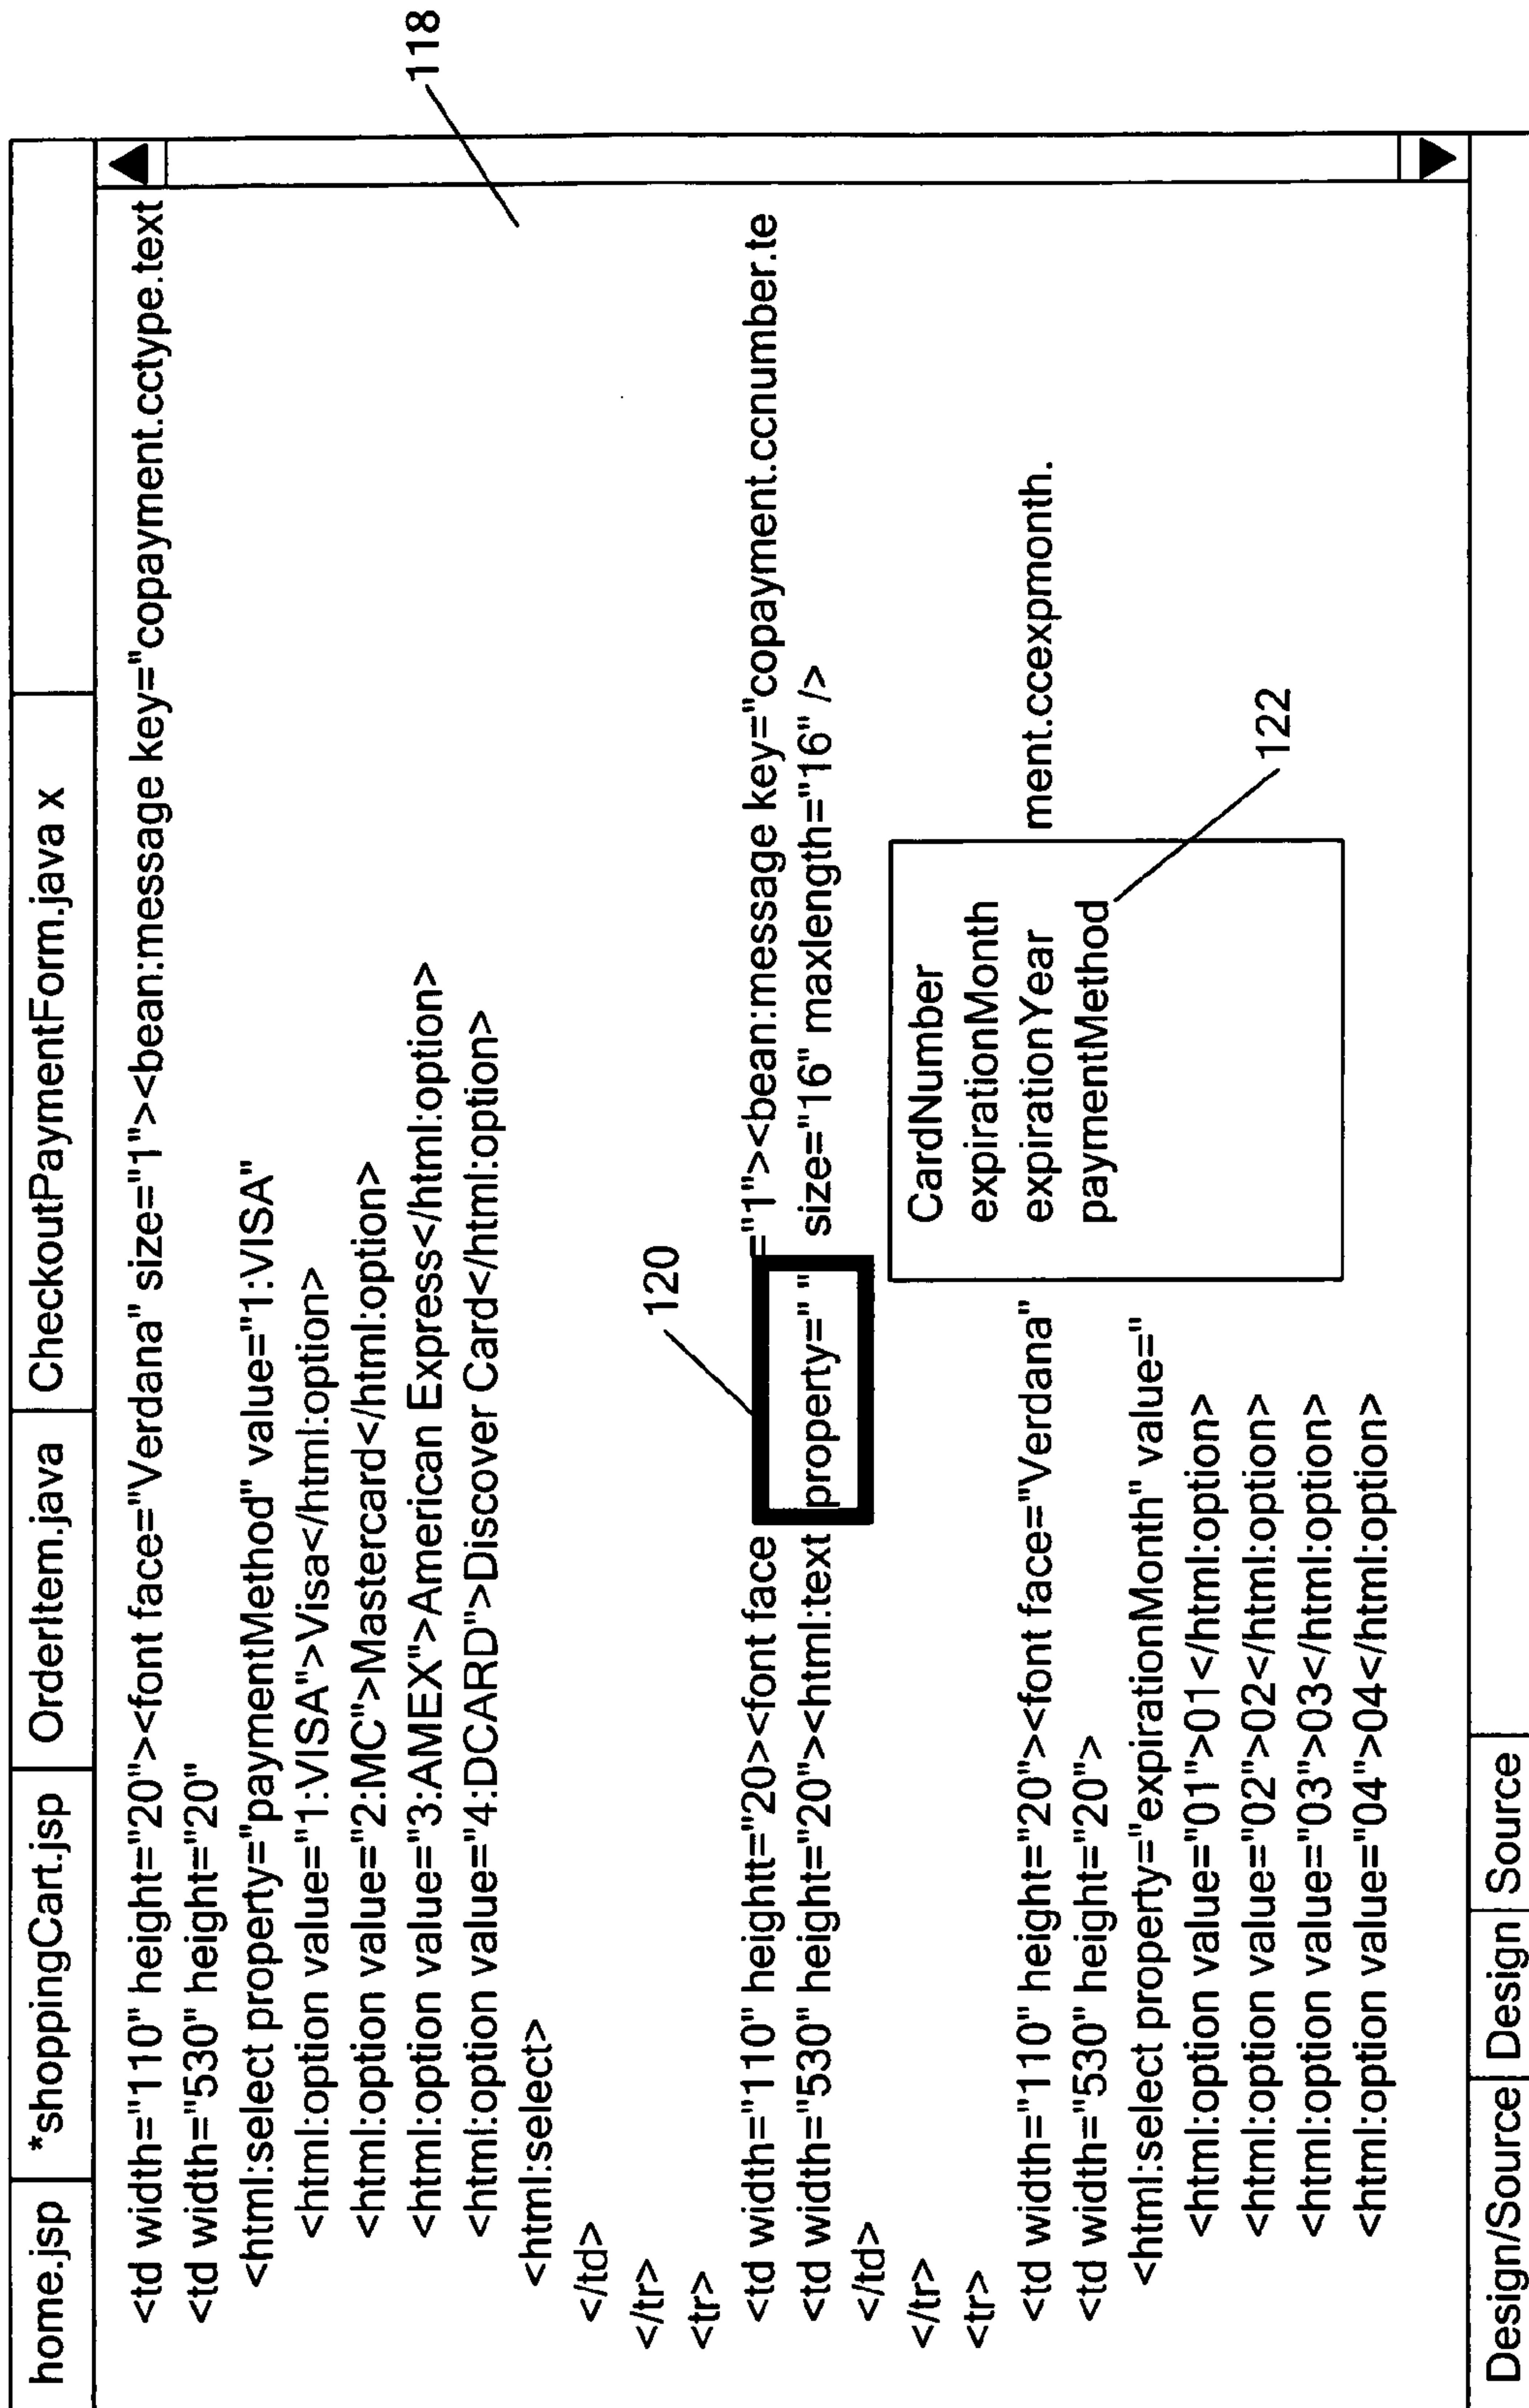 home.jsp *shoppingCart.jsp OrderItem.java CheckoutPaymentForm.java x
<td width="110" height="20"><font face="Verdana" size="1"><bean:message key="copayment.cctype.text
<td width="530" height="20"
<html:select property="paymentMethod" value="1:VISA"
<html:option value="1:VISA">Visa</html:option>
<html:option value="2:MC">Mastercard</html:option>
<html:option value="3:AMEX">American Express</html:option>
<html:option value="4:DCARD">Discover Card</html:option>
<html:select>
</td>
</tr>
<tr>
<td width="110" heightt="20><font face ="1"><bean:message key="copayment.ccnumber.te
<td width="530" height="20"><html:text property=" " size="16" maxlength="16" />
</td>
</tr>
<tr>
<td width="110" height="20"><font face="Verdana" ment.ccexpmonth.
<td width="530" height="20">
<html:select property="expirationMonth" value="
<html:option value="01">01</html:option>
<html:option value="02">02</html:option>
<html:option value="03">03</html:option>
<html:option value="04">04</html:option>
CardNumber
expirationMonth
expirationYear
paymentMethod
118
120
122
Design/Source Design Source